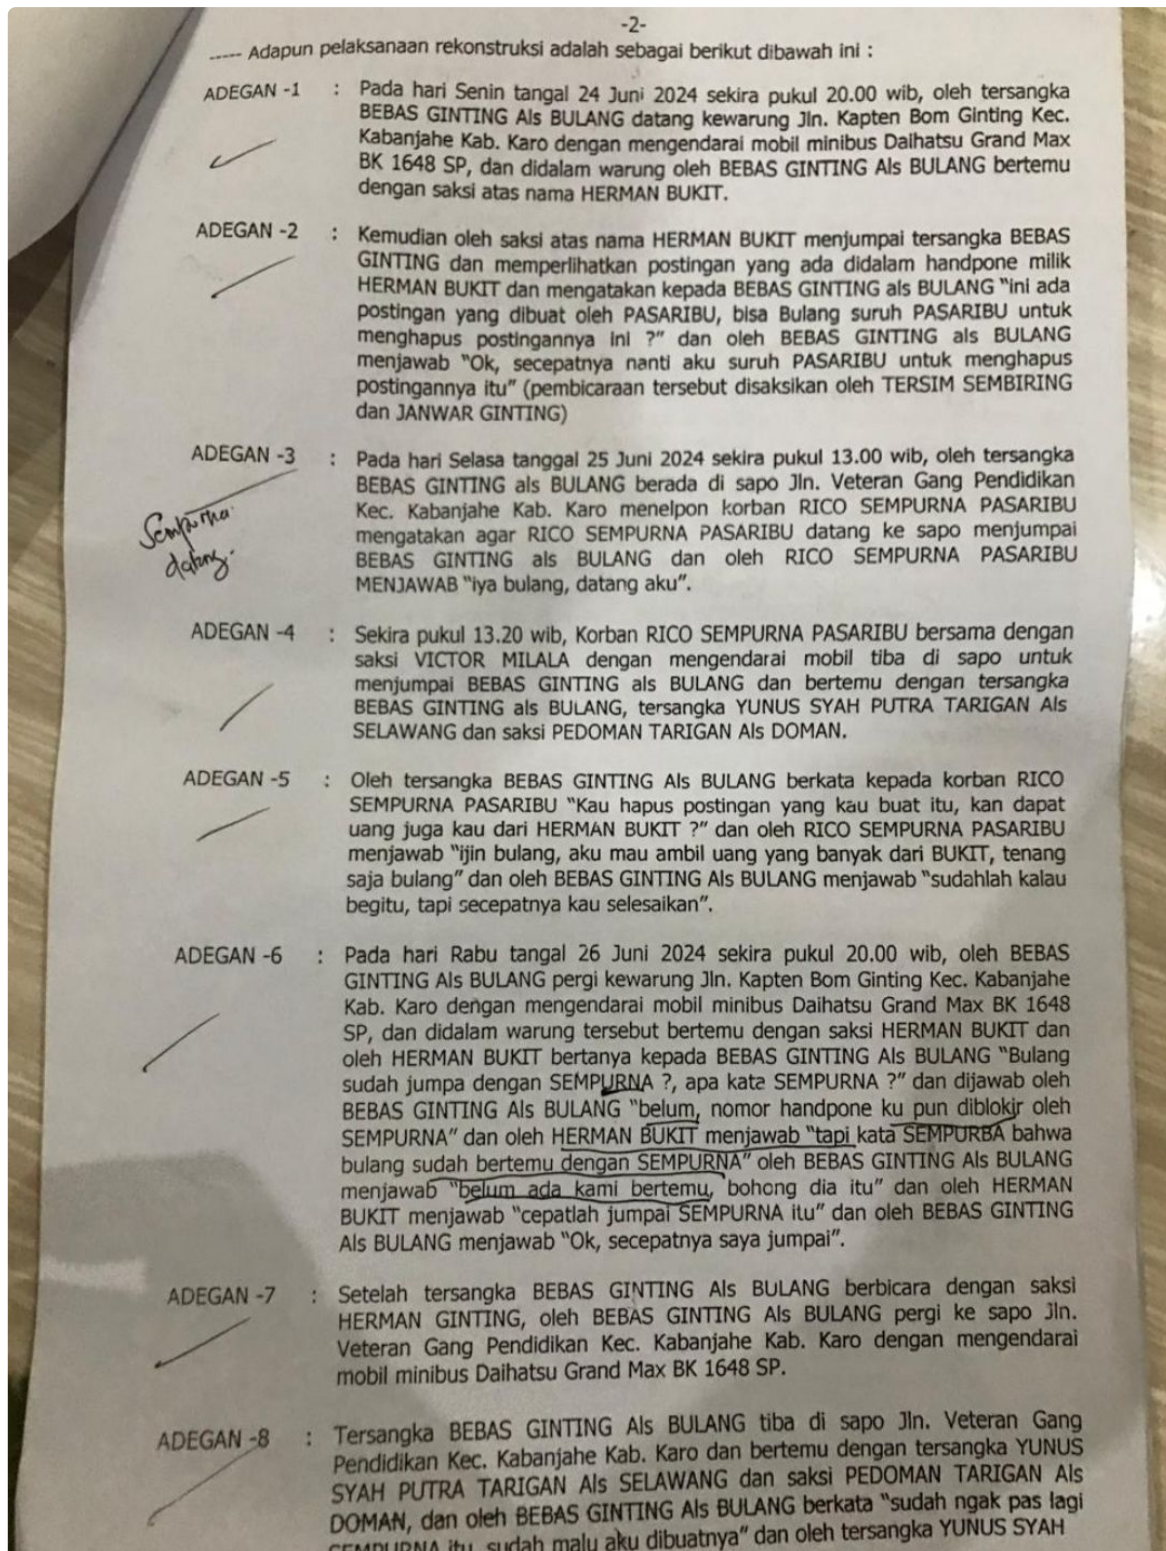 -2-
----- Adapun pelaksanaan rekonstruksi adalah sebagai berikut dibawah ini :
ADEGAN -1 : Pada hari Senin tangal 24 Juni 2024 sekira pukul 20.00 wib, oleh tersangka
BEBAS GINTING Als BULANG datang kewarung Jln. Kapten Bom Ginting Kec.
Kabanjahe Kab. Karo dengan mengendarai mobil minibus Daihatsu Grand Max
BK 1648 SP, dan didalam warung oleh BEBAS GINTING Als BULANG bertemu
dengan saksi atas nama HERMAN BUKIT.
ADEGAN -2 : Kemudian oleh saksi atas nama HERMAN BUKIT menjumpai tersangka BEBAS
GINTING dan memperlihatkan postingan yang ada didalam handpone milik
HERMAN BUKIT dan mengatakan kepada BEBAS GINTING als BULANG "ini ada
postingan yang dibuat oleh PASARIBU, bisa Bulang suruh PASARIBU untuk
menghapus postingannya ini ?" dan oleh BEBAS GINTING als BULANG
menjawab "Ok, secepatnya nanti aku suruh PASARIBU untuk menghapus
postingannya itu" (pembicaraan tersebut disaksikan oleh TERSIM SEMBIRING
dan JANWAR GINTING)
ADEGAN -3 : Pada hari Selasa tanggal 25 Juni 2024 sekira pukul 13.00 wib, oleh tersangka
BEBAS GINTING als BULANG berada di sapo Jln. Veteran Gang Pendidikan
Kec. Kabanjahe Kab. Karo menelpon korban RICO SEMPURNA PASARIBU
mengatakan agar RICO SEMPURNA PASARIBU datang ke sapo menjumpai
BEBAS GINTING als BULANG dan oleh RICO SEMPURNA PASARIBU
MENJAWAB "iya bulang, datang aku".
Sempurna
datang.
ADEGAN -4 : Sekira pukul 13.20 wib, Korban RICO SEMPURNA PASARIBU bersama dengan
saksi VICTOR MILALA dengan mengendarai mobil tiba di sapo untuk
menjumpai BEBAS GINTING als BULANG dan bertemu dengan tersangka
BEBAS GINTING als BULANG, tersangka YUNUS SYAH PUTRA TARIGAN Als
SELAWANG dan saksi PEDOMAN TARIGAN Als DOMAN.
ADEGAN -5 : Oleh tersangka BEBAS GINTING Als BULANG berkata kepada korban RICO
SEMPURNA PASARIBU "Kau hapus postingan yang kau buat itu, kan dapat
uang juga kau dari HERMAN BUKIT ?" dan oleh RICO SEMPURNA PASARIBU
menjawab "ijin bulang, aku mau ambil uang yang banyak dari BUKIT, tenang
saja bulang" dan oleh BEBAS GINTING Als BULANG menjawab "sudahlah kalau
begitu, tapi secepatnya kau selesaikan".
ADEGAN -6 : Pada hari Rabu tangal 26 Juni 2024 sekira pukul 20.00 wib, oleh BEBAS
GINTING Als BULANG pergi kewarung Jln. Kapten Bom Ginting Kec. Kabanjahe
Kab. Karo dengan mengendarai mobil minibus Daihatsu Grand Max BK 1648
SP, dan didalam warung tersebut bertemu dengan saksi HERMAN BUKIT dan
oleh HERMAN BUKIT bertanya kepada BEBAS GINTING Als BULANG "Bulang
sudah jumpa dengan SEMPURNA ?, apa kata SEMPURNA ?" dan dijawab oleh
BEBAS GINTING Als BULANG "belum, nomor handpone ku pun diblokir oleh
SEMPURNA" dan oleh HERMAN BUKIT menjawab "tapi kata SEMPURBA bahwa
bulang sudah bertemu dengan SEMPURNA" oleh BEBAS GINTING Als BULANG
menjawab "belum ada kami bertemu, bohong dia itu" dan oleh HERMAN
BUKIT menjawab "cepatlah jumpai SEMPURNA itu" dan oleh BEBAS GINTING
Als BULANG menjawab "Ok, secepatnya saya jumpai".
ADEGAN -7 : Setelah tersangka BEBAS GINTING Als BULANG berbicara dengan saksi
HERMAN GINTING, oleh BEBAS GINTING Als BULANG pergi ke sapo Jln.
Veteran Gang Pendidikan Kec. Kabanjahe Kab. Karo dengan mengendarai
mobil minibus Daihatsu Grand Max BK 1648 SP.
ADEGAN -8 : Tersangka BEBAS GINTING Als BULANG tiba di sapo Jln. Veteran Gang
Pendidikan Kec. Kabanjahe Kab. Karo dan bertemu dengan tersangka YUNUS
SYAH PUTRA TARIGAN Als SELAWANG dan saksi PEDOMAN TARIGAN Als
DOMAN, dan oleh BEBAS GINTING Als BULANG berkata "sudah ngak pas lagi
SEMPURNA itu, sudah malu aku dibuatnya" dan oleh tersangka YUNUS SYAH